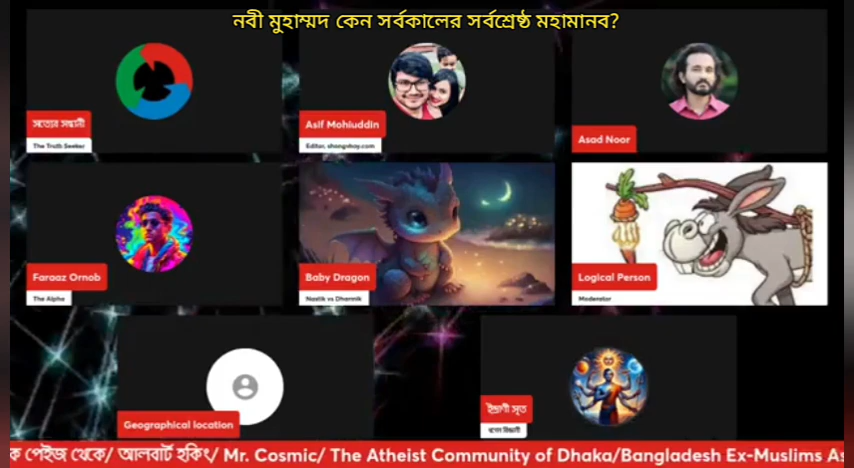 নবী মুহাম্মদ কেন সর্বকালের সর্বশ্রেষ্ঠ মহামানব?
সত্যের সন্ধানী
The Truth Seeker
Asif Mohiuddin
Editor, shongshoy.com
Asad Noor
Faraaz Ornob
The Alpha
Baby Dragon
Nastik vs Dharmik
Logical Person
Moderator
Geographical location
ইন্দ্রাণী সূত
ক পেইজ থেকে/ আলবার্ট হকিং/ Mr. Cosmic/ The Atheist Community of Dhaka/Bangladesh Ex-Muslims As